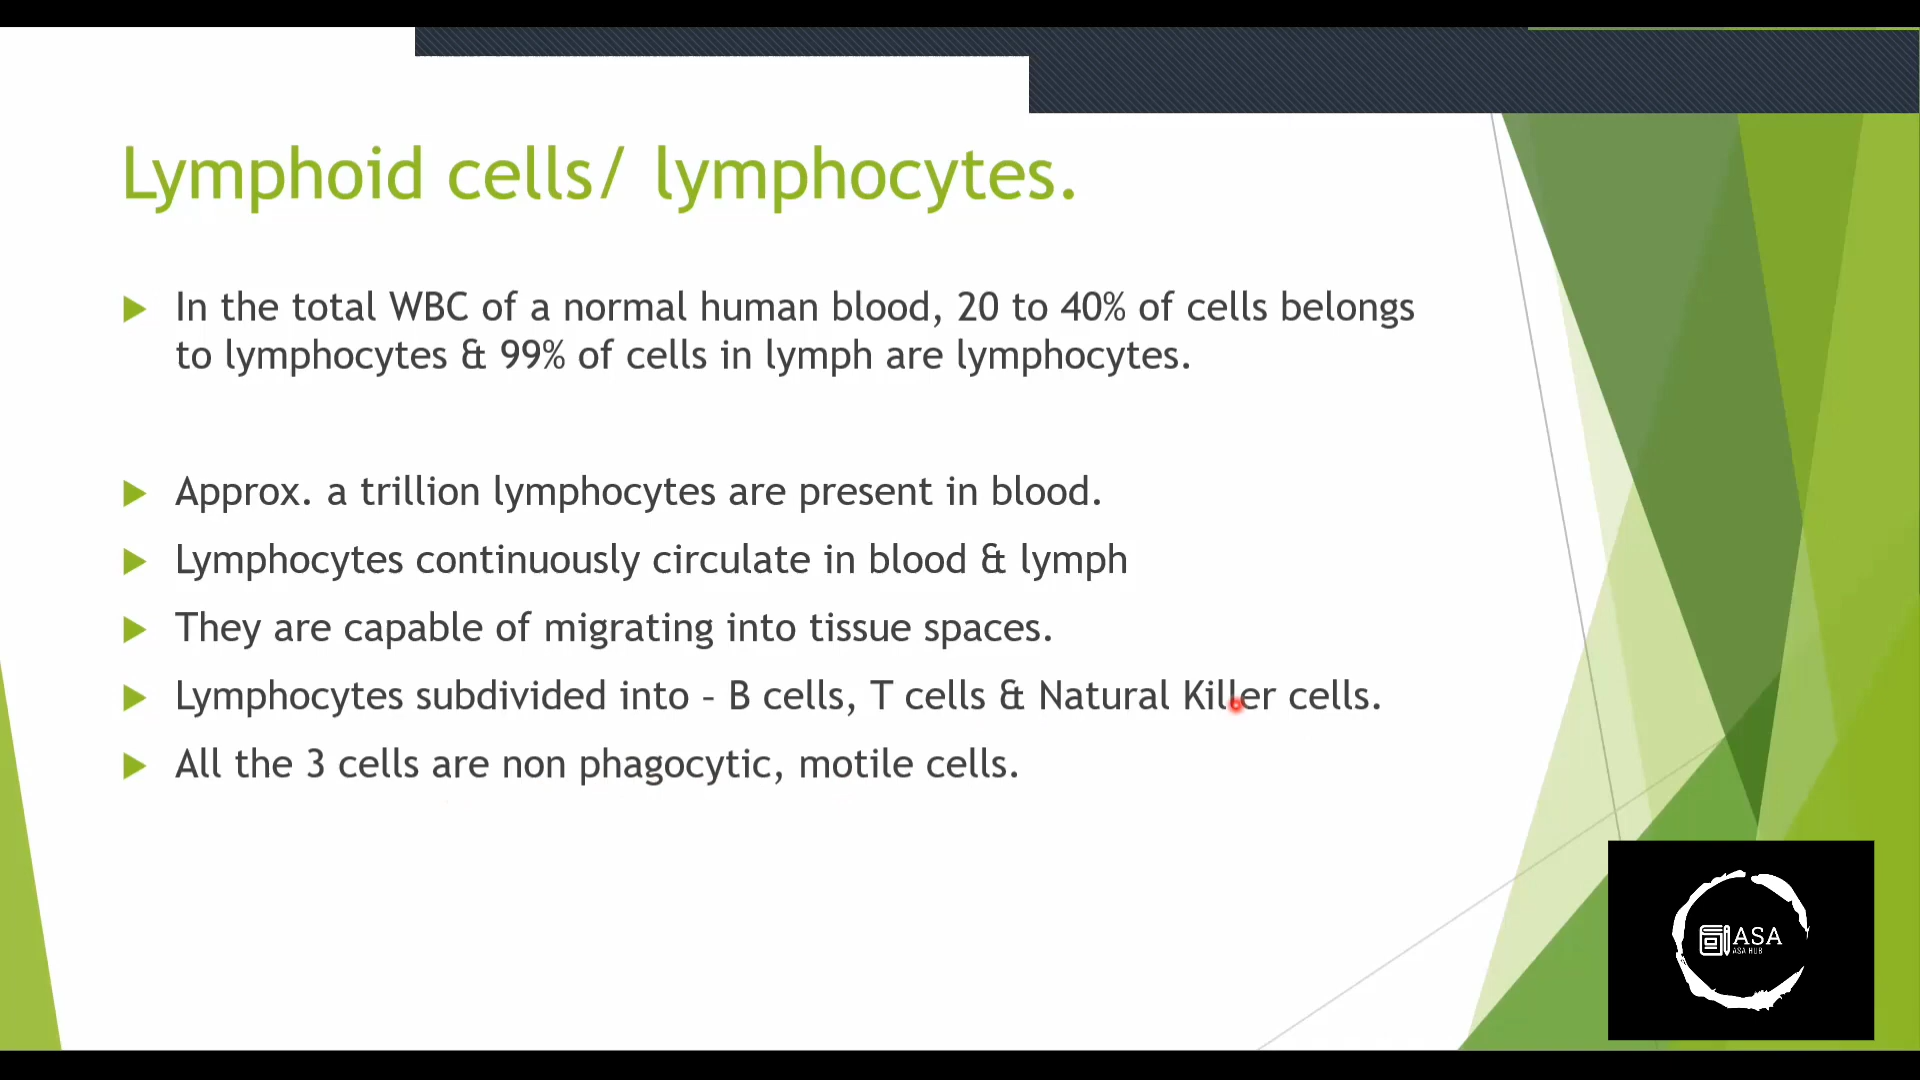 Lymphoid cells/ lymphocytes.
In the total WBC of a normal human blood, 20 to 40% of cells belongs
to lymphocytes & 99% of cells in lymph are lymphocytes.
Approx. a trillion lymphocytes are present in blood.
Lymphocytes continuously circulate in blood & lymph
They are capable of migrating into tissue spaces.
Lymphocytes subdivided into – B cells, T cells & Natural Killer cells.
All the 3 cells are non phagocytic, motile cells.
ASA
ASA HUB